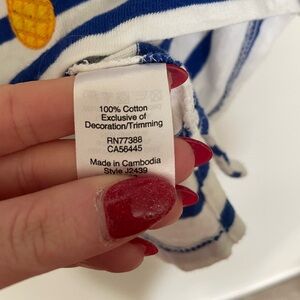 100% Cotton
Exclusive of
Decoration/Trimming
RN77388
CA56445
Made in Cambodia
Style J2439